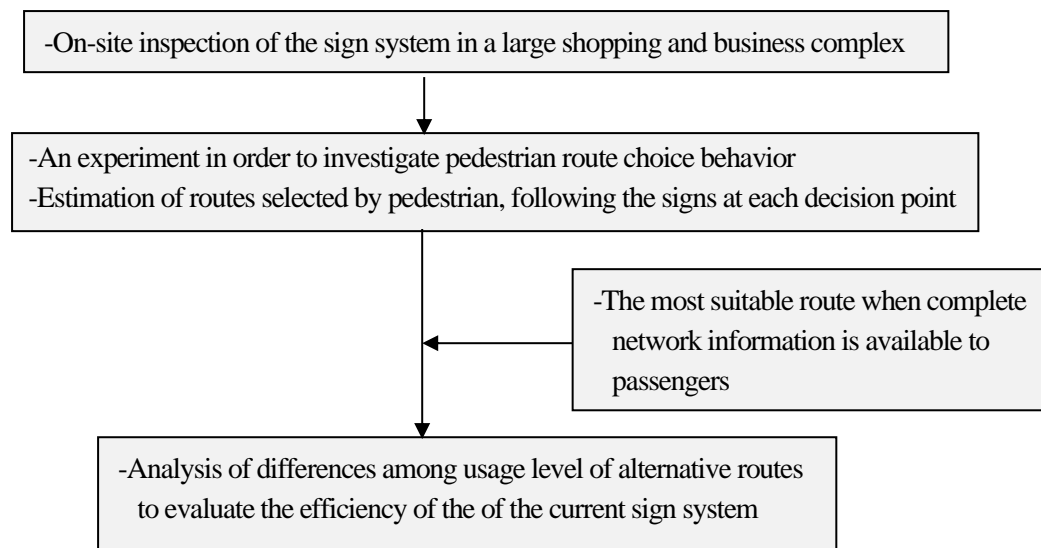 -On-site inspection of the sign system in a large shopping and business complex
-An experiment in order to investigate pedestrian route choice behavior
-Estimation of routes selected by pedestrian, following the signs at each decision point
-The most suitable route when complete
network information is available to
passengers
-Analysis of differences among usage level of alternative routes
to evaluate the efficiency of the of the current sign system